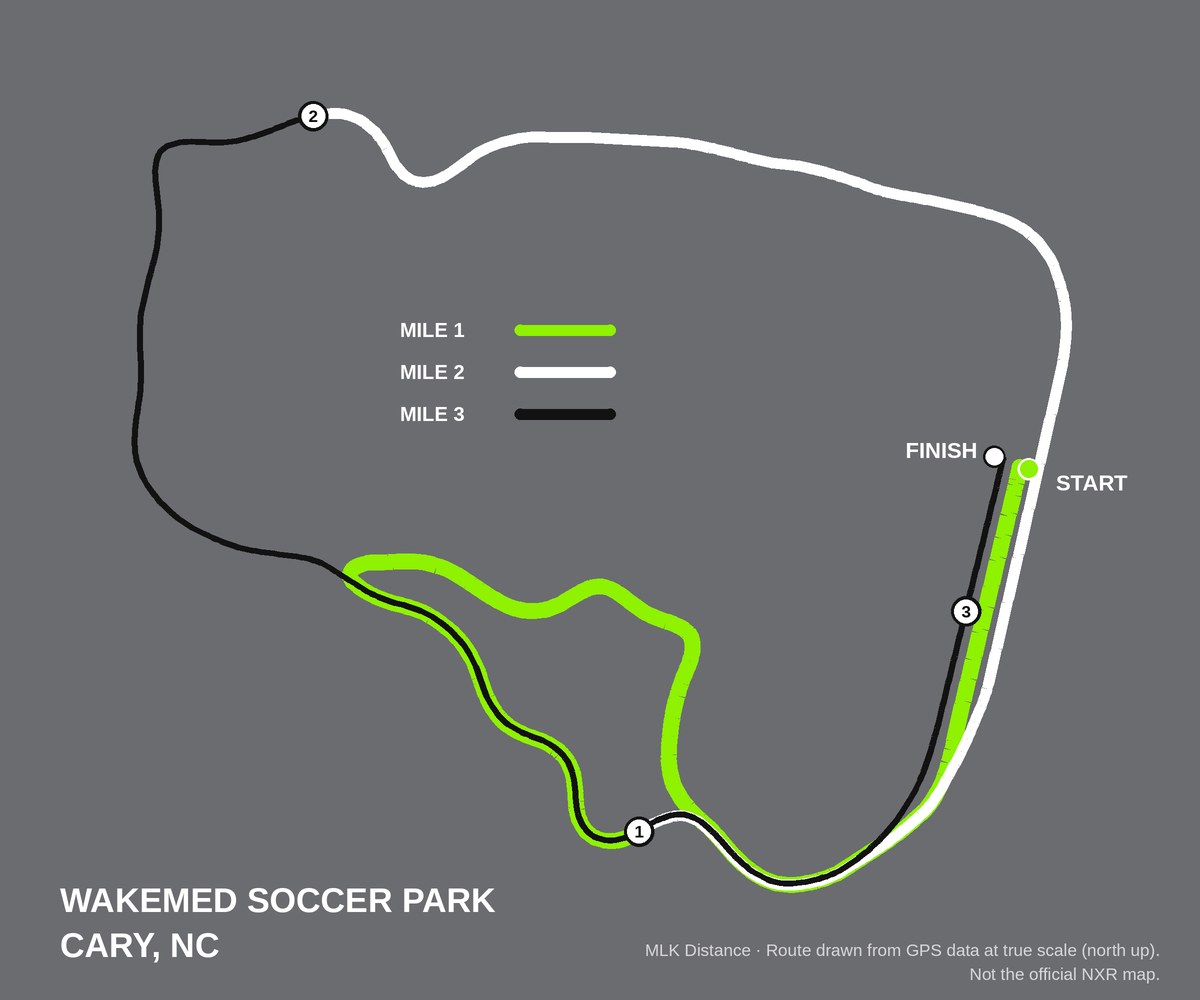 2
MILE 1
MILE 2
MILE 3
FINISH
START
3
1
WAKEMED SOCCER PARK
CARY, NC
MLK Distance · Route drawn from GPS data at true scale (north up).
Not the official NXR map.